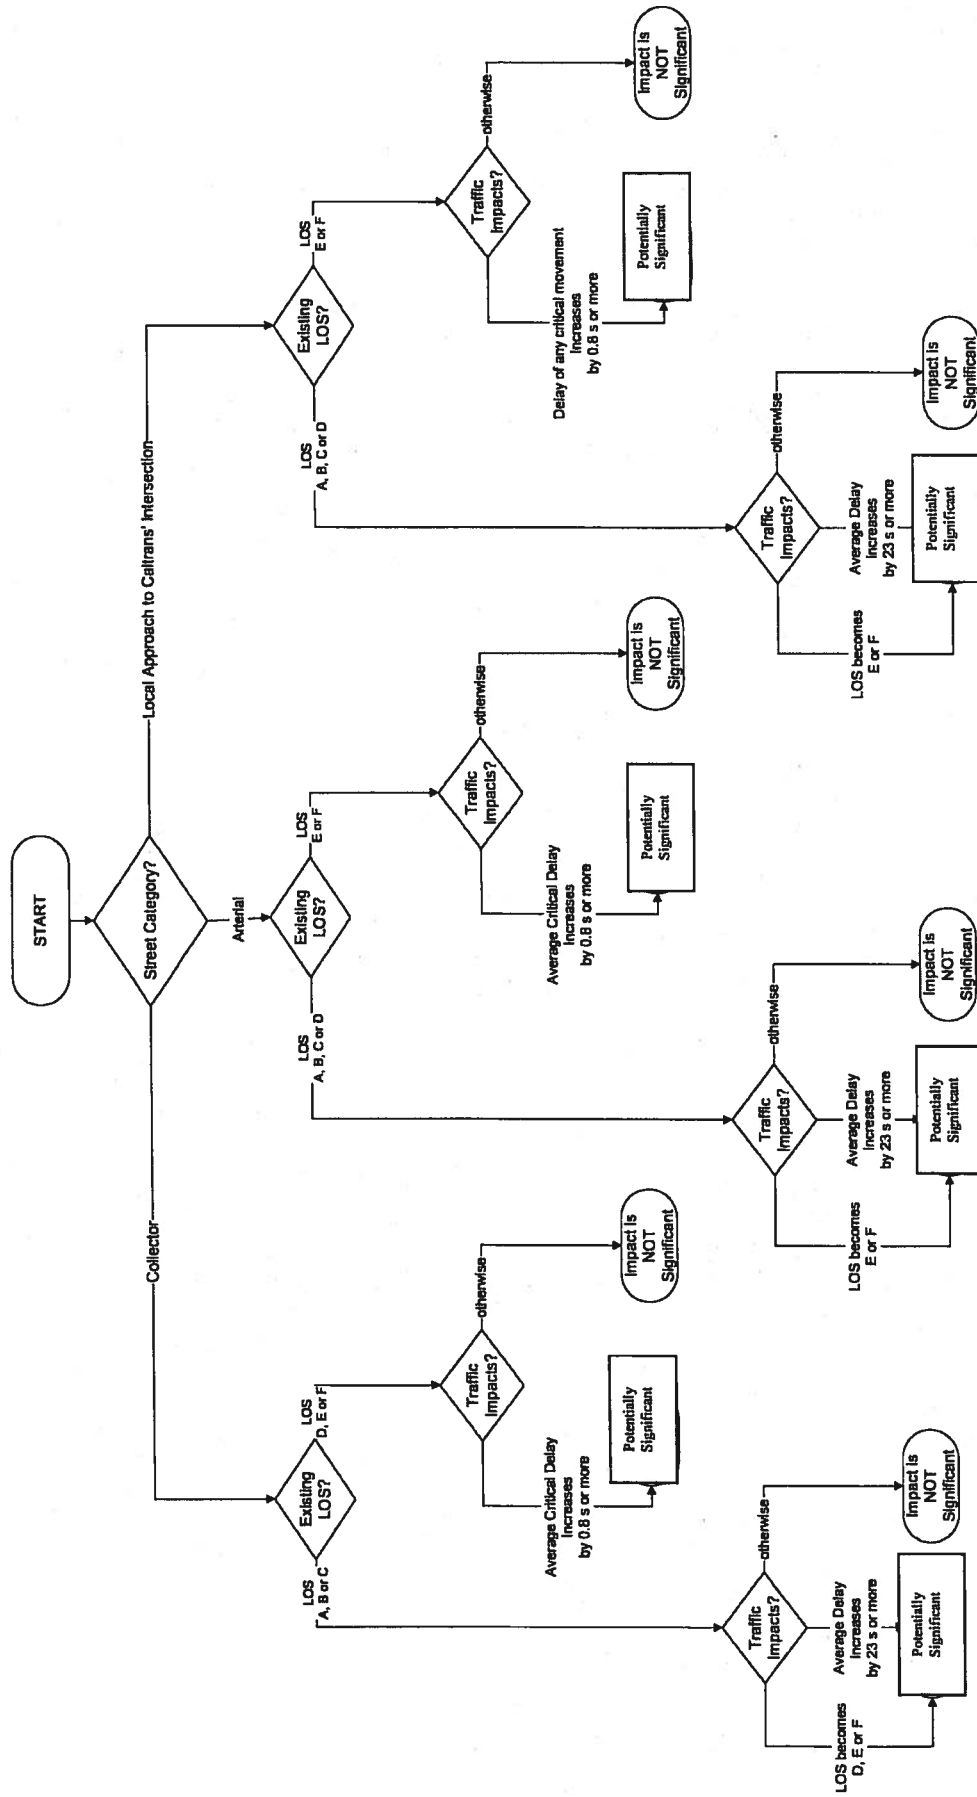 START
Street Category?
Collector
Arterial
Local Approach to Caltrans' Intersection
Existing
LOS?
LOS
A, B or C
LOS
D, E or F
Traffic
Impacts?
Average Critical Delay
Increases
by 0.8 s or more
otherwise
Potentially
Significant
Impact is
NOT
Significant
Traffic
Impacts?
LOS becomes
D, E or F
Average Delay
Increases
by 23 s or more
otherwise
Potentially
Significant
Impact is
NOT
Significant
Existing
LOS?
LOS
A, B, C or D
LOS
E or F
Traffic
Impacts?
Average Critical Delay
Increases
by 0.8 s or more
otherwise
Potentially
Significant
Impact is
NOT
Significant
Traffic
Impacts?
LOS becomes
E or F
Average Delay
Increases
by 23 s or more
otherwise
Potentially
Significant
Impact is
NOT
Significant
Existing
LOS?
LOS
A, B, C or D
LOS
E or F
Traffic
Impacts?
Delay of any critical movement
Increases
by 0.8 s or more
otherwise
Potentially
Significant
Impact is
NOT
Significant
Traffic
Impacts?
LOS becomes
E or F
Average Delay
Increases
by 23 s or more
otherwise
Potentially
Significant
Impact is
NOT
Significant